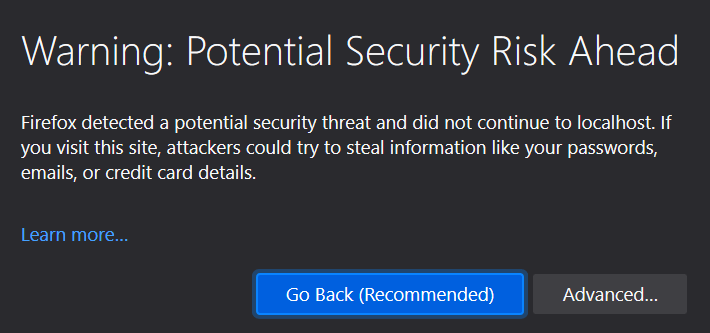 Warning: Potential Security Risk Ahead
Firefox detected a potential security threat and did not continue to localhost. If
you visit this site, attackers could try to steal information like your passwords,
emails, or credit card details.
Learn more...
Go Back (Recommended)
Advanced...